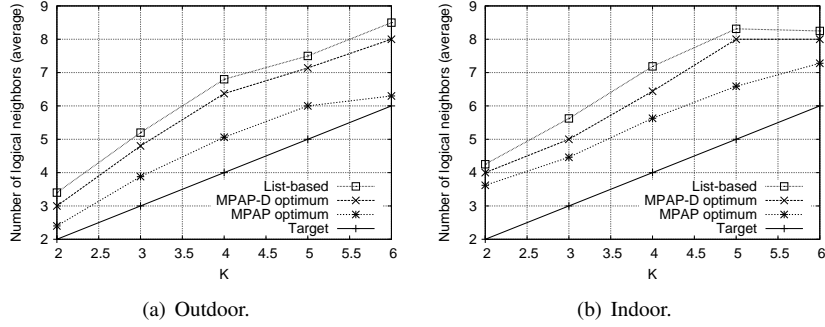 Number of logical neighbors (average)
9
8
7
6
5
4
3
2
List-based
MPAP-D optimum
MPAP optimum
Target
2 2.5 3 3.5 4 4.5 5 5.5 6
K
(a) Outdoor.
Number of logical neighbors (average)
9
8
7
6
5
4
3
2
List-based
MPAP-D optimum
MPAP optimum
Target
2 2.5 3 3.5 4 4.5 5 5.5 6
K
(b) Indoor.